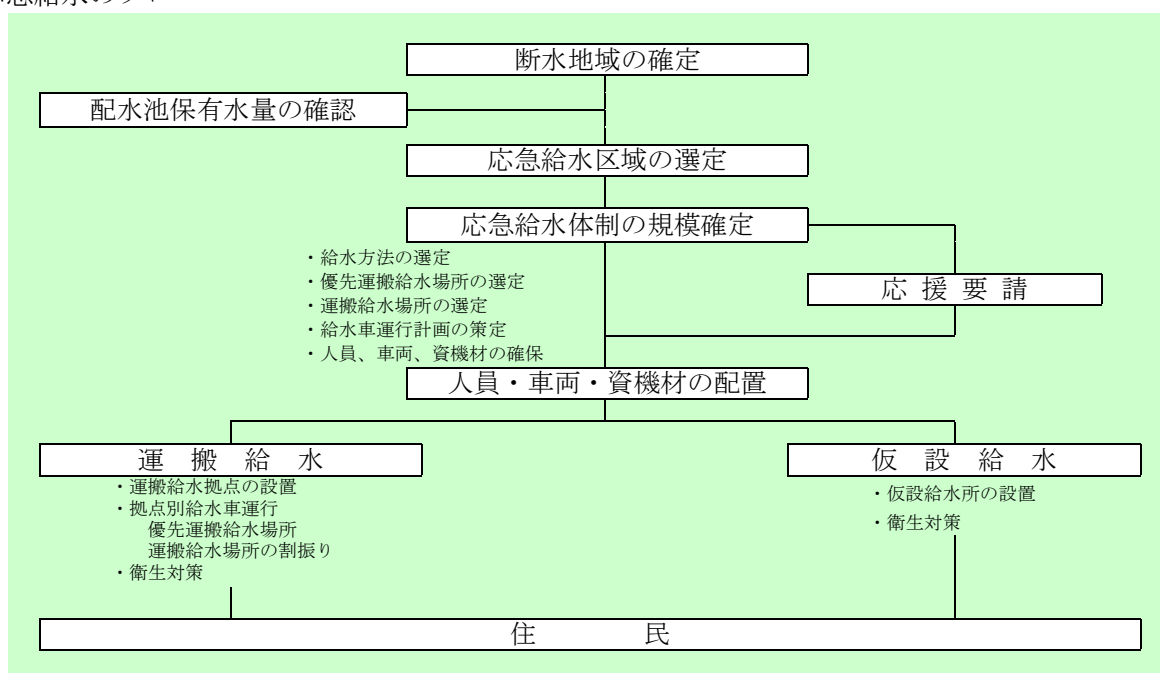 断水地域の確定
配水池保有水量の確認
応急給水区域の選定
応急給水体制の規模確定
・給水方法の選定
・優先運搬給水場所の選定
・運搬給水場所の選定
・給水車運行計画の策定
・人員、車両、資機材の確保
応 援 要 請
人員・車両・資機材の配置
運 搬 給 水
・運搬給水拠点の設置
・拠点別給水車運行
優先運搬給水場所
運搬給水場所の割振り
・衛生対策
仮 設 給 水
・仮設給水所の設置
・衛生対策
住 民